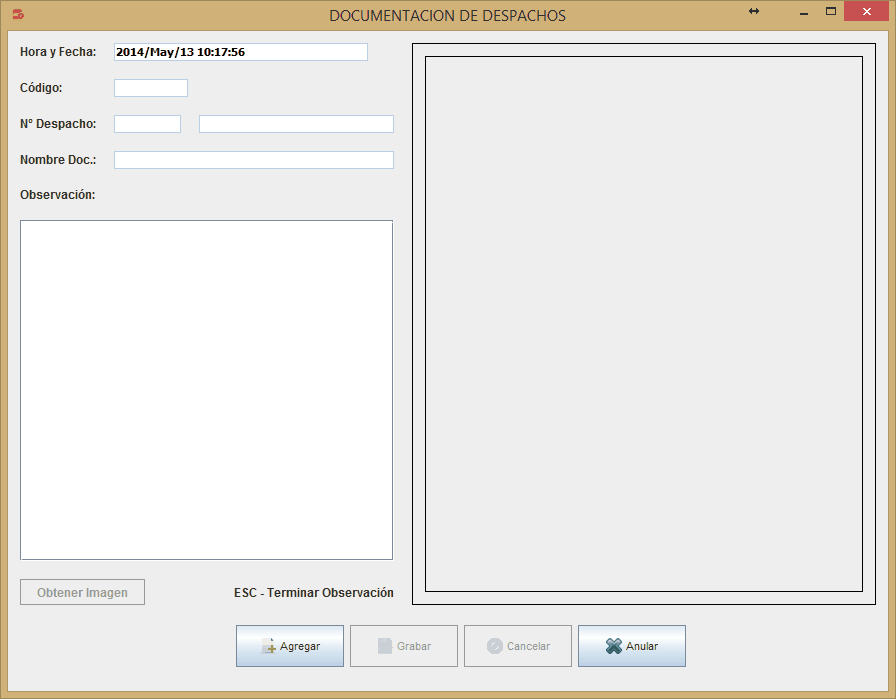 DOCUMENTACION DE DESPACHOS
Hora y Fecha: 2014/May/13 10:17:56
Código:
Nº Despacho:
Nombre Doc.:
Observación:
Obtener Imagen ESC - Terminar Observación
Agregar Grabar Cancelar Anular